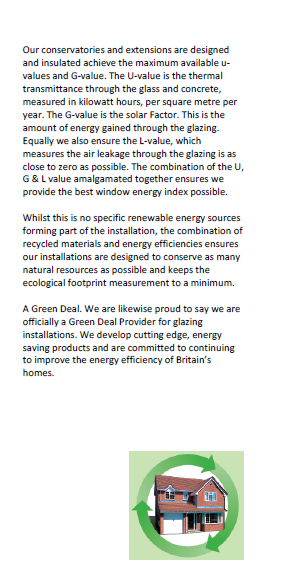 Our conservatories and extensions are designed
and insulated achieve the maximum available u-
values and G-value. The U-value is the thermal
transmittance through the glass and concrete,
measured in kilowatt hours, per square metre per
year. The G-value is the solar Factor. This is the
amount of energy gained through the glazing.
Equally we also ensure the L-value, which
measures the air leakage through the glazing is as
close to zero as possible. The combination of the U,
G & L value amalgamated together ensures we
provide the best window energy index possible.
Whilst this is no specific renewable energy sources
forming part of the installation, the combination of
recycled materials and energy efficiencies ensures
our installations are designed to conserve as many
natural resources as possible and keeps the
ecological footprint measurement to a minimum.
A Green Deal. We are likewise proud to say we are
officially a Green Deal Provider for glazing
installations. We develop cutting edge, energy
saving products and are committed to continuing
to improve the energy efficiency of Britain's
homes.